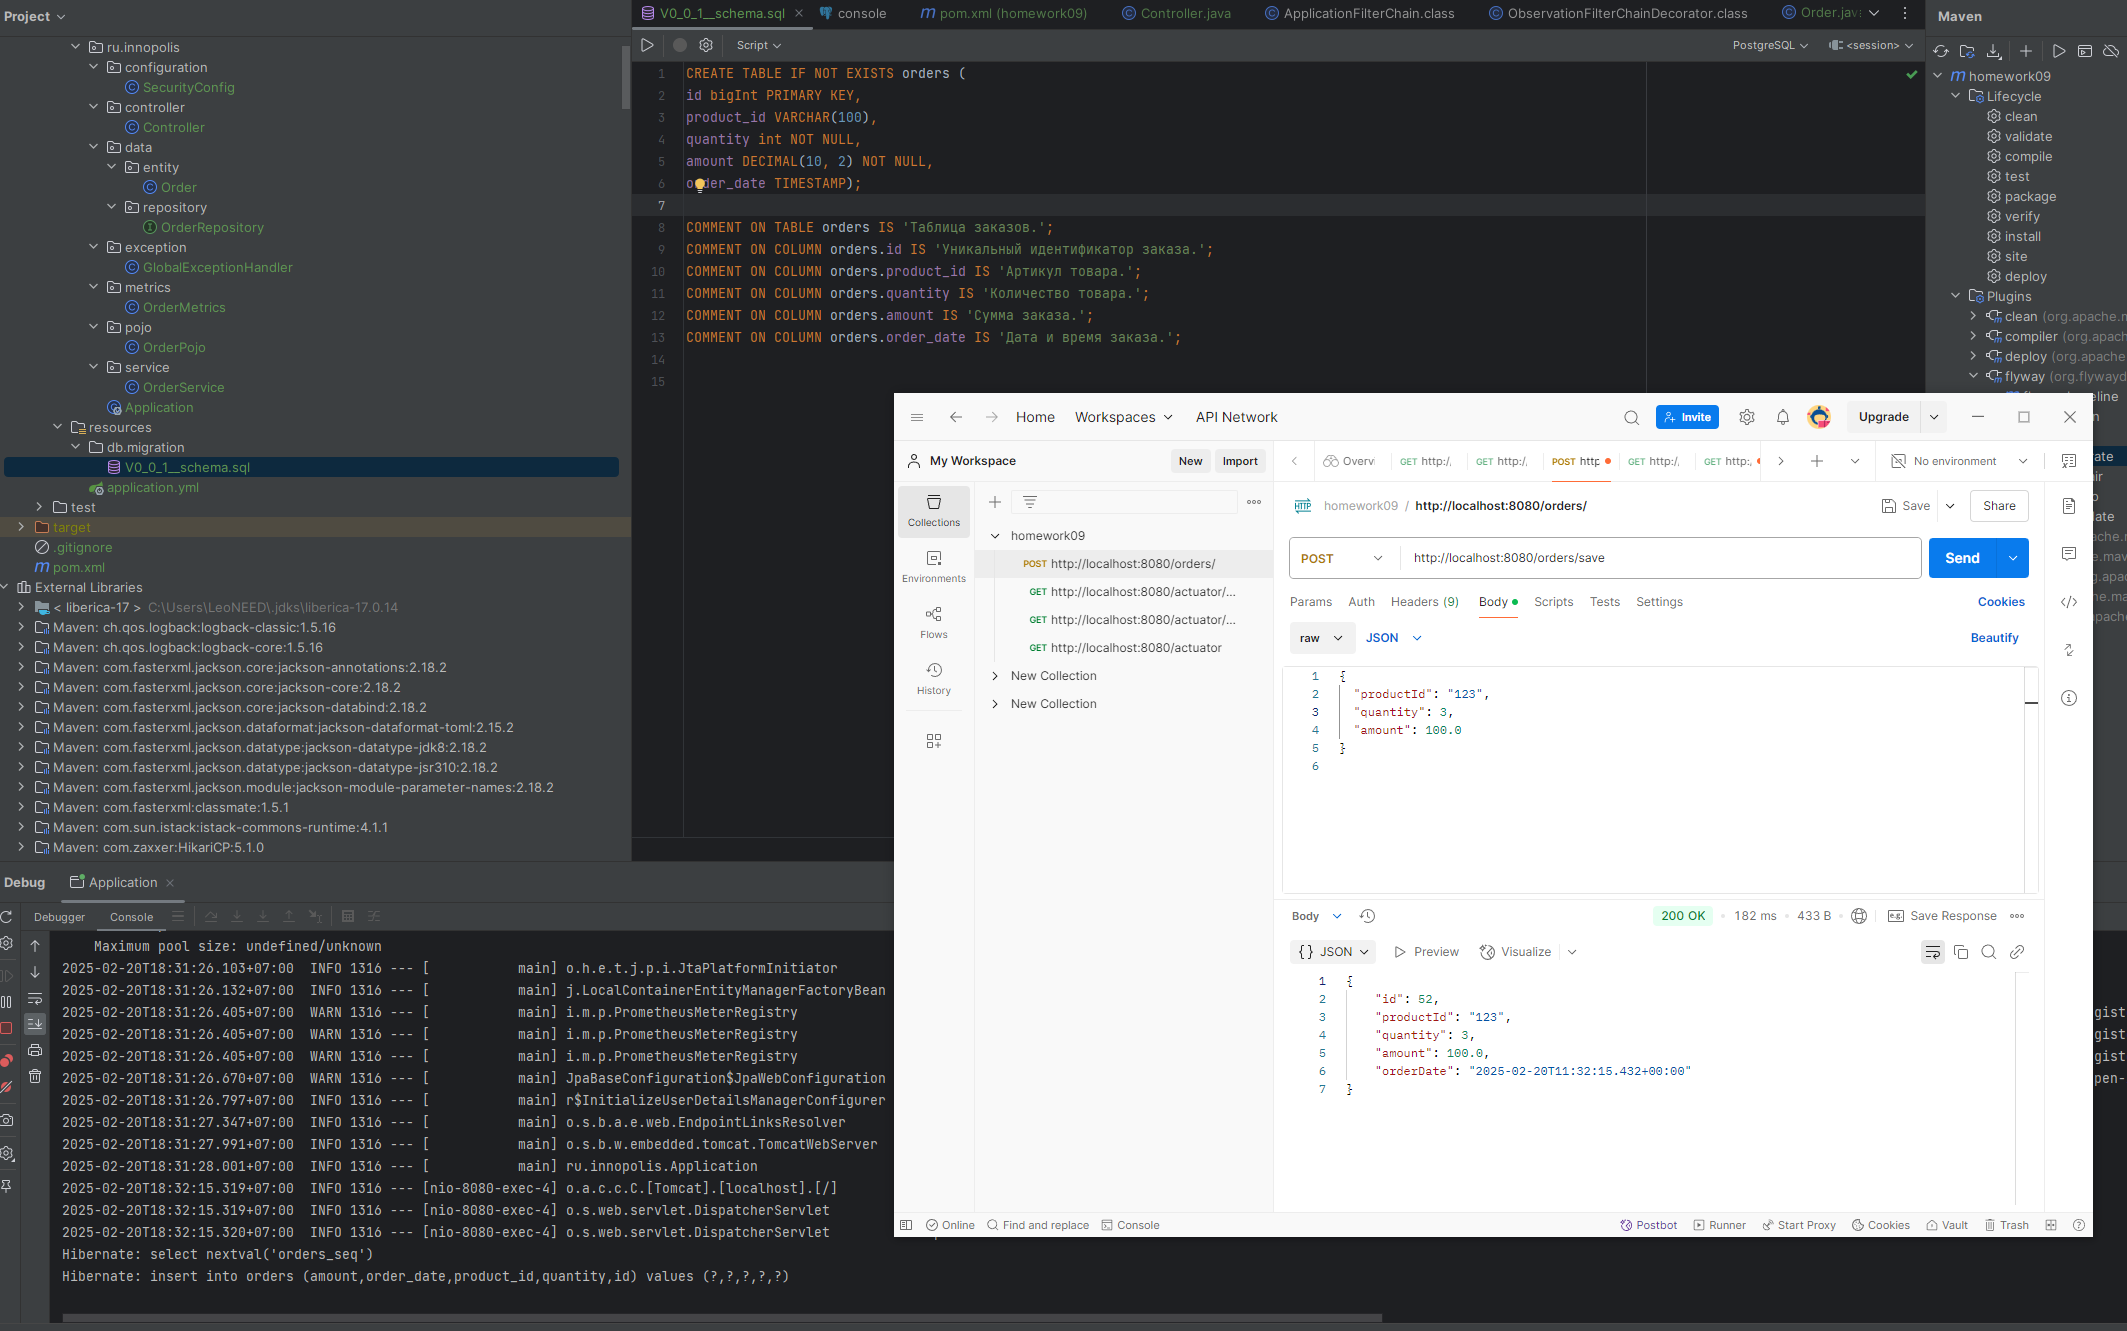 Project
ru.innopolis
configuration
SecurityConfig
controller
Controller
data
entity
Order
repository
OrderRepository
exception
GlobalExceptionHandler
metrics
OrderMetrics
pojo
OrderPojo
service
OrderService
Application
resources
db.migration
V0_0_1__schema.sql
application.yml
test
target
.gitignore
pom.xml
External Libraries
< liberica-17 > C:\Users\LeoNEED\.jdks\liberica-17.0.14
Maven: ch.qos.logback:logback-classic:1.5.16
Maven: ch.qos.logback:logback-core:1.5.16
Maven: com.fasterxml.jackson.core:jackson-annotations:2.18.2
Maven: com.fasterxml.jackson.core:jackson-core:2.18.2
Maven: com.fasterxml.jackson.core:jackson-databind:2.18.2
Maven: com.fasterxml.jackson.dataformat:jackson-dataformat-toml:2.15.2
Maven: com.fasterxml.jackson.datatype:jackson-datatype-jdk8:2.18.2
Maven: com.fasterxml.jackson.datatype:jackson-datatype-jsr310:2.18.2
Maven: com.fasterxml.jackson.module:jackson-module-parameter-names:2.18.2
Maven: com.fasterxml:classmate:1.5.1
Maven: com.sun.istack:istack-commons-runtime:4.1.1
Maven: com.zaxxer:HikariCP:5.1.0
V0_0_1__schema.sql console pom.xml (homework09) Controller.java ApplicationFilterChain.class ObservationFilterChainDecorator.class Order.java
Script PostgreSQL <session>
1 CREATE TABLE IF NOT EXISTS orders (
2 id bigInt PRIMARY KEY,
3 product_id VARCHAR(100),
4 quantity int NOT NULL,
5 amount DECIMAL(10, 2) NOT NULL,
6 order_date TIMESTAMP);
7
8 COMMENT ON TABLE orders IS 'Таблица заказов.';
9 COMMENT ON COLUMN orders.id IS 'Уникальный идентификатор заказа.';
10 COMMENT ON COLUMN orders.product_id IS 'Артикул товара.';
11 COMMENT ON COLUMN orders.quantity IS 'Количество товара.';
12 COMMENT ON COLUMN orders.amount IS 'Сумма заказа.';
13 COMMENT ON COLUMN orders.order_date IS 'Дата и время заказа.';
14
15
Maven
homework09
Lifecycle
clean
validate
compile
test
package
verify
install
site
deploy
Plugins
clean (org.apache.m
compiler (org.apach
deploy (org.apache
flyway (org.flywayd
Home Workspaces API Network Invite Upgrade
My Workspace New Import Overvi GET http:/, GET http:/, POST http GET http:/, GET http:, No environment
Collections
Environments
Flows
History
homework09
POST http://localhost:8080/orders/
GET http://localhost:8080/actuator/...
GET http://localhost:8080/actuator/...
GET http://localhost:8080/actuator
New Collection
New Collection
HTTP homework09 / http://localhost:8080/orders/ Save Share
POST http://localhost:8080/orders/save Send
Params Auth Headers (9) Body Scripts Tests Settings Cookies
raw JSON Beautify
1 {
2 "productId": "123",
3 "quantity": 3,
4 "amount": 100.0
5 }
6
Body 200 OK 182 ms 433 B e.g. Save Response
{} JSON Preview Visualize
1 {
2 "id": 52,
3 "productId": "123",
4 "quantity": 3,
5 "amount": 100.0,
6 "orderDate": "2025-02-20T11:32:15.432+00:00"
7 }
Online Find and replace Console Postbot Runner Start Proxy Cookies Vault Trash
Debug Application
Debugger Console
Maximum pool size: undefined/unknown
2025-02-20T18:31:26.103+07:00 INFO 1316 --- [ main] o.h.e.t.j.p.i.JtaPlatformInitiator
2025-02-20T18:31:26.132+07:00 INFO 1316 --- [ main] j.LocalContainerEntityManagerFactoryBean
2025-02-20T18:31:26.405+07:00 WARN 1316 --- [ main] i.m.p.PrometheusMeterRegistry
2025-02-20T18:31:26.405+07:00 WARN 1316 --- [ main] i.m.p.PrometheusMeterRegistry
2025-02-20T18:31:26.405+07:00 WARN 1316 --- [ main] i.m.p.PrometheusMeterRegistry
2025-02-20T18:31:26.670+07:00 WARN 1316 --- [ main] JpaBaseConfiguration$JpaWebConfiguration
2025-02-20T18:31:26.797+07:00 INFO 1316 --- [ main] r$InitializeUserDetailsManagerConfigurer
2025-02-20T18:31:27.347+07:00 INFO 1316 --- [ main] o.s.b.a.e.web.EndpointLinksResolver
2025-02-20T18:31:27.991+07:00 INFO 1316 --- [ main] o.s.b.w.embedded.tomcat.TomcatWebServer
2025-02-20T18:31:28.001+07:00 INFO 1316 --- [ main] ru.innopolis.Application
2025-02-20T18:32:15.319+07:00 INFO 1316 --- [nio-8080-exec-4] o.a.c.c.C.[Tomcat].[localhost].[/]
2025-02-20T18:32:15.319+07:00 INFO 1316 --- [nio-8080-exec-4] o.s.web.servlet.DispatcherServlet
2025-02-20T18:32:15.320+07:00 INFO 1316 --- [nio-8080-exec-4] o.s.web.servlet.DispatcherServlet
Hibernate: select nextval('orders_seq')
Hibernate: insert into orders (amount,order_date,product_id,quantity,id) values (?,?,?,?,?)